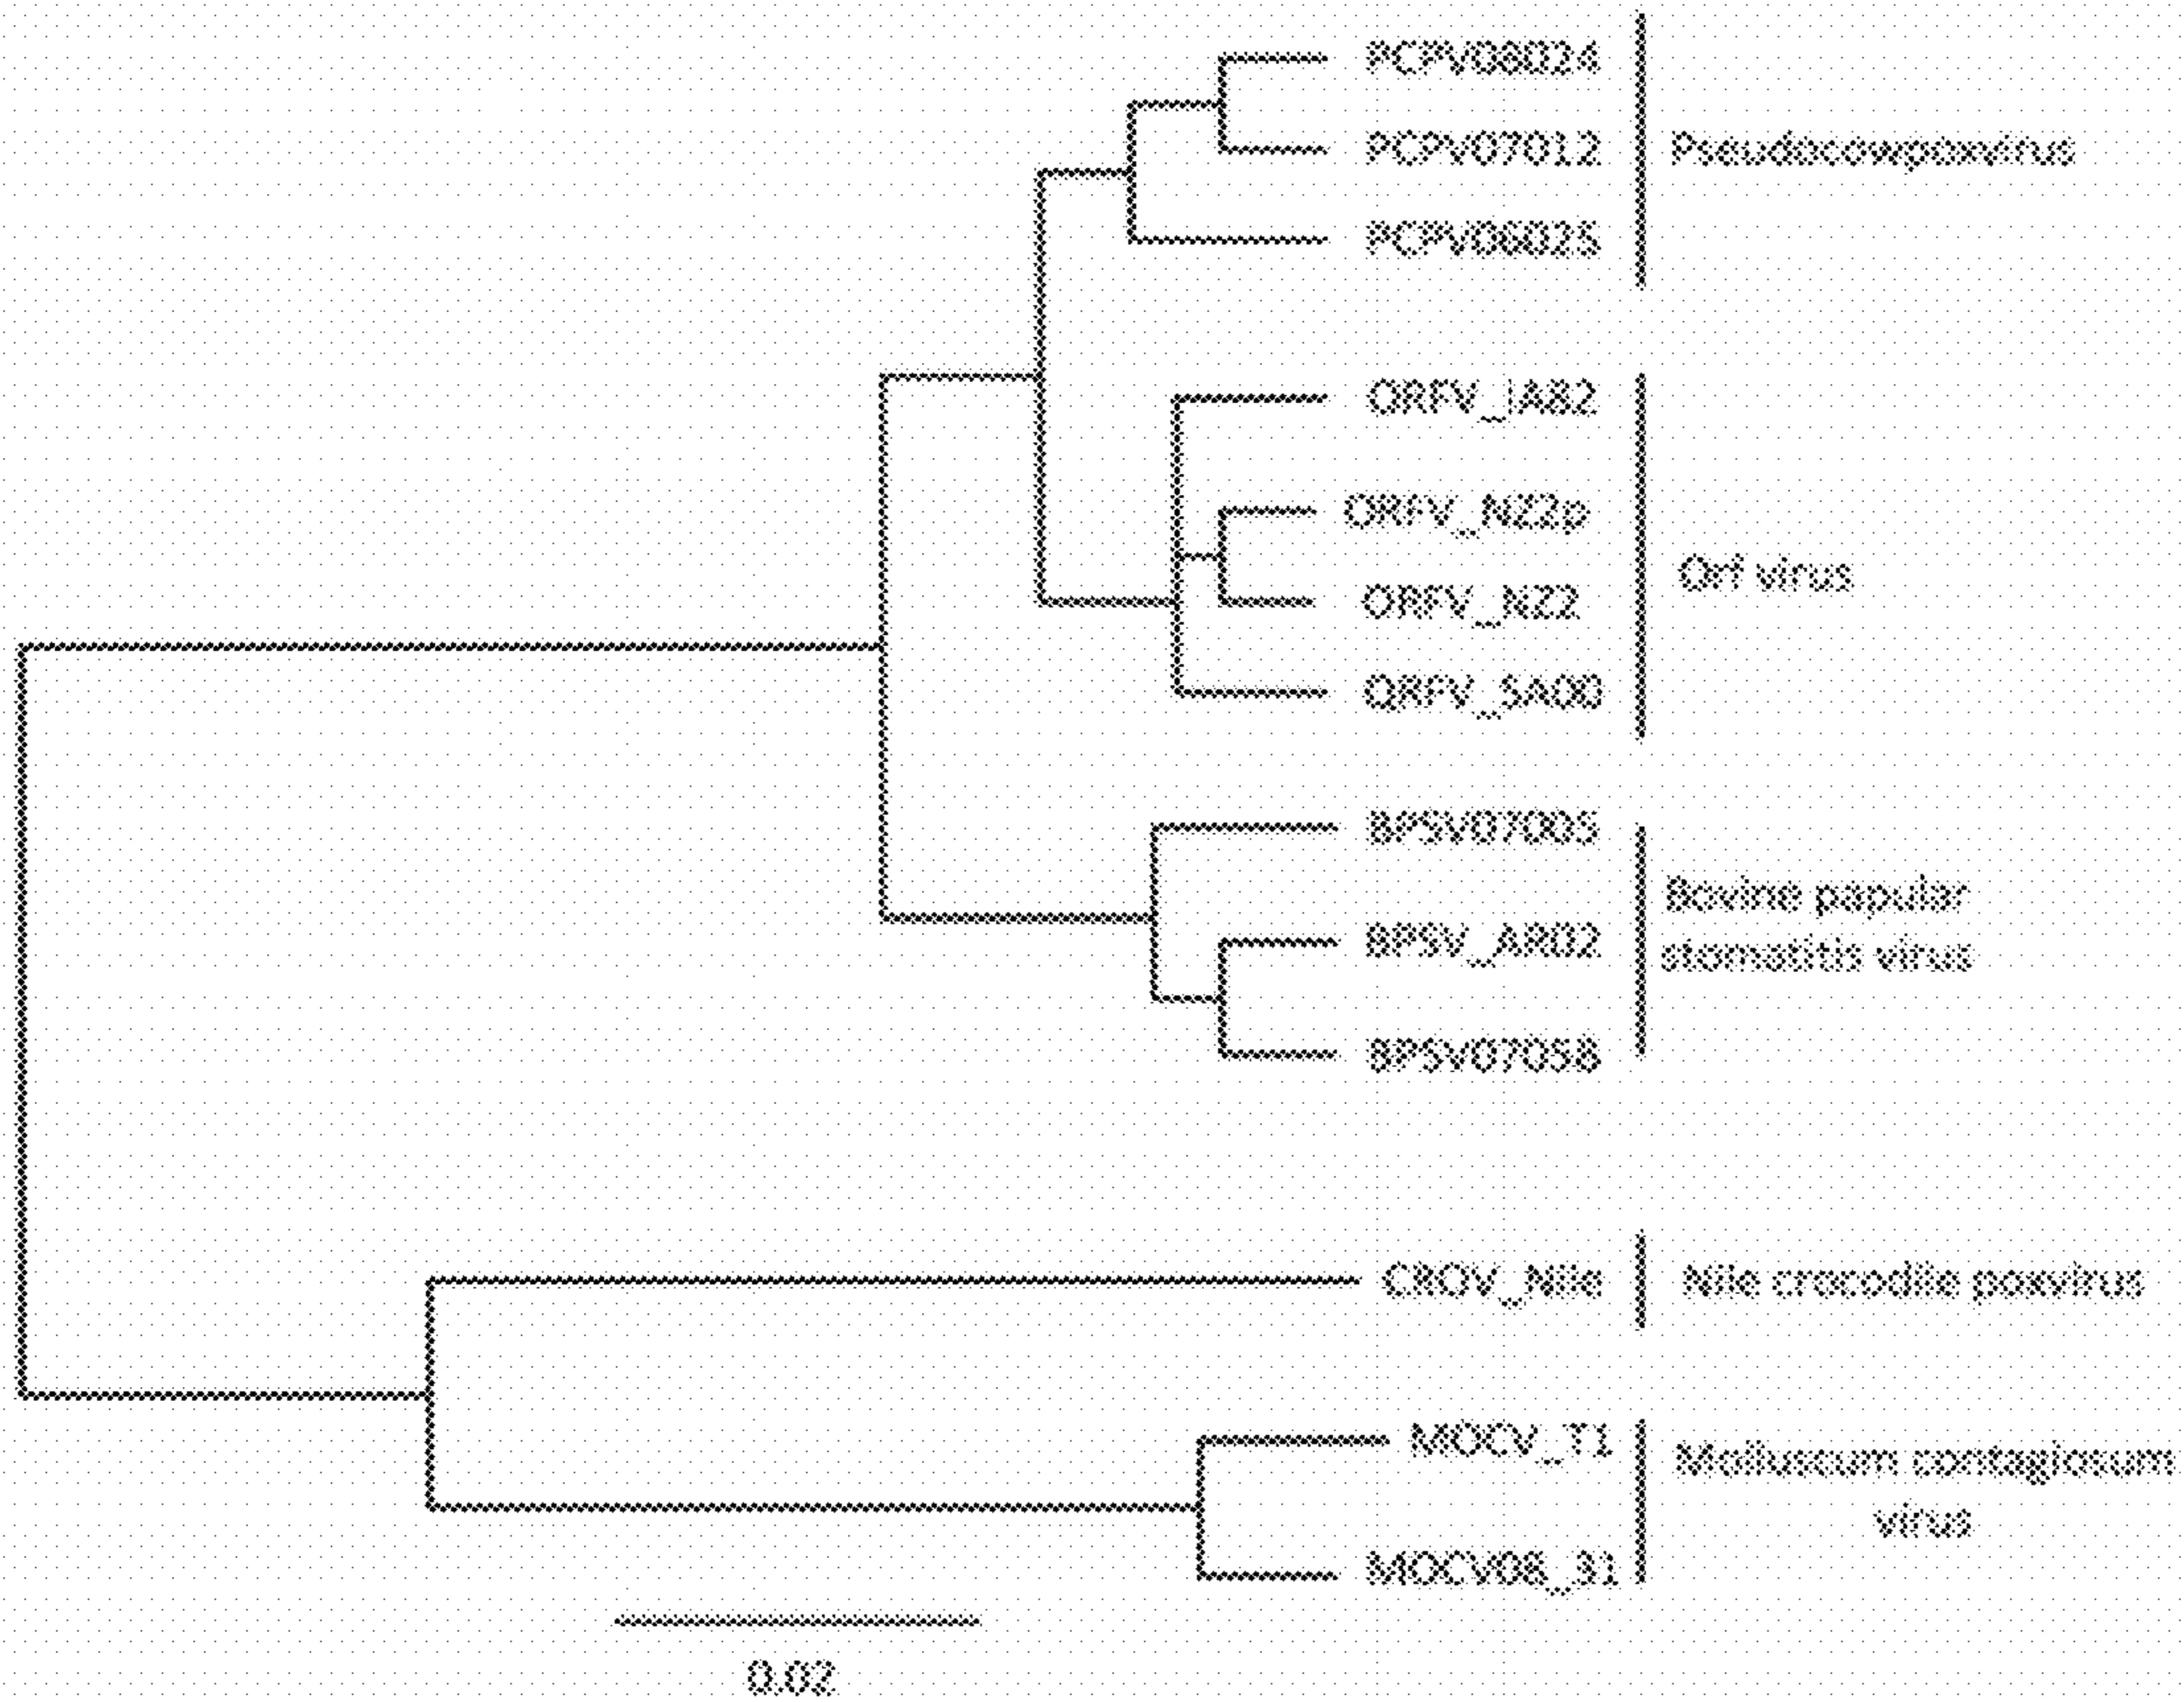 PCPV08024
PCPV07012
Pseudocowpoxvirus
PCPV06025
ORFV_IA82
ORFV_NZ2p
Orf virus
ORFV_NZ2
ORFV_SA00
BPSV07005
Bovine papular
stomatitis virus
BPSV_AR02
BPSV07058
CROV_Nile
Nile crocodile poxvirus
MOCV_T1
Molluscum contagiosum
virus
MOCV08_31
0.02